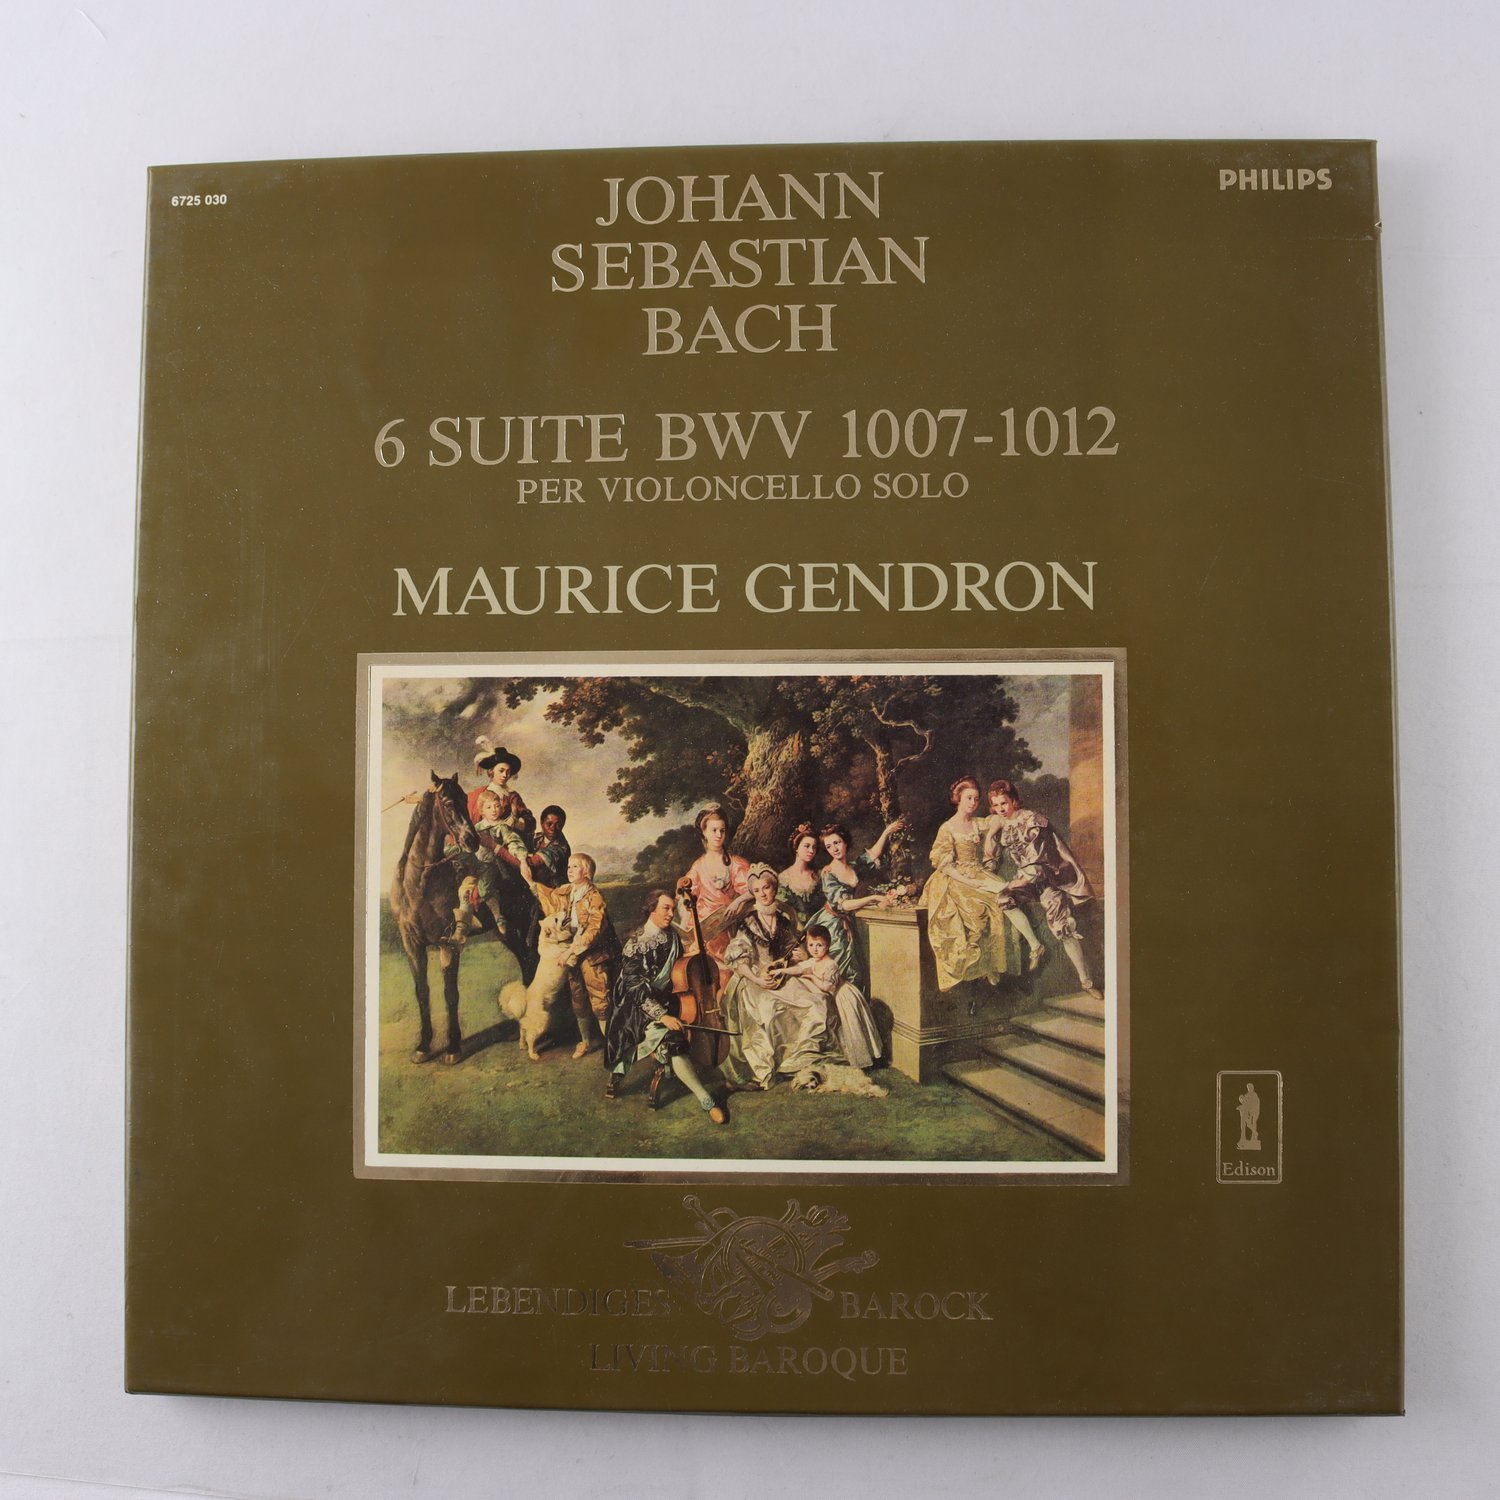 6725 030
PHILIPS
JOHANN
SEBASTIAN
BACH
6 SUITE BWV 1007-1012
PER VIOLONCELLO SOLO
MAURICE GENDRON
Edison
LEBENDIGES BAROCK
LIVING BAROQUE